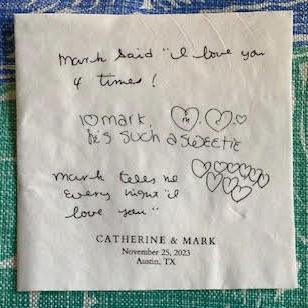 Mark said "I love you
4 times!
I♡mark,
he's such a sweetie
Mark tells me
every night "I
love you"
CATHERINE & MARK
November 25, 2023
Austin, TX